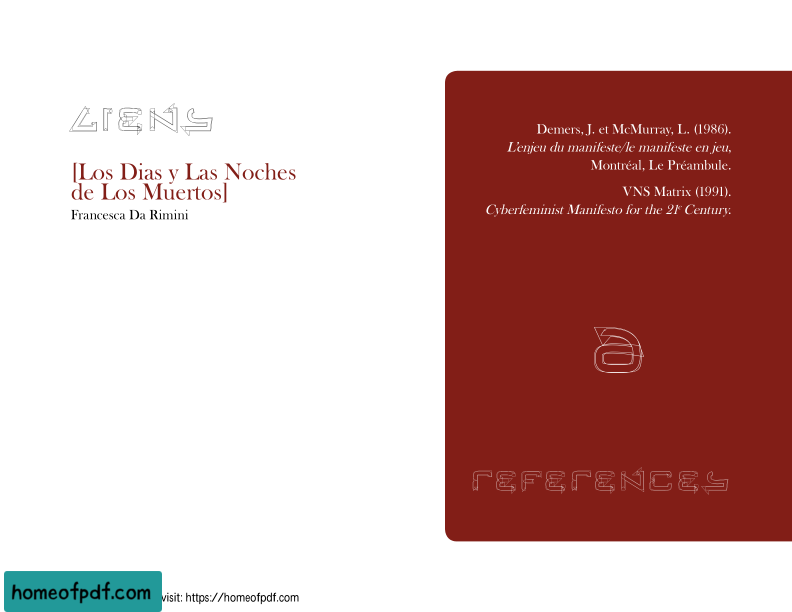 LIENS
[Los Dias y Las Noches
de Los Muertos]
Francesca Da Rimini
Demers, J. et McMurray, L. (1986).
L'enjeu du manifeste/le manifeste en jeu,
Montréal, Le Préambule.
VNS Matrix (1991).
Cyberfeminist Manifesto for the 21e Century.
a
references
homeofpdf.com visit: https://homeofpdf.com